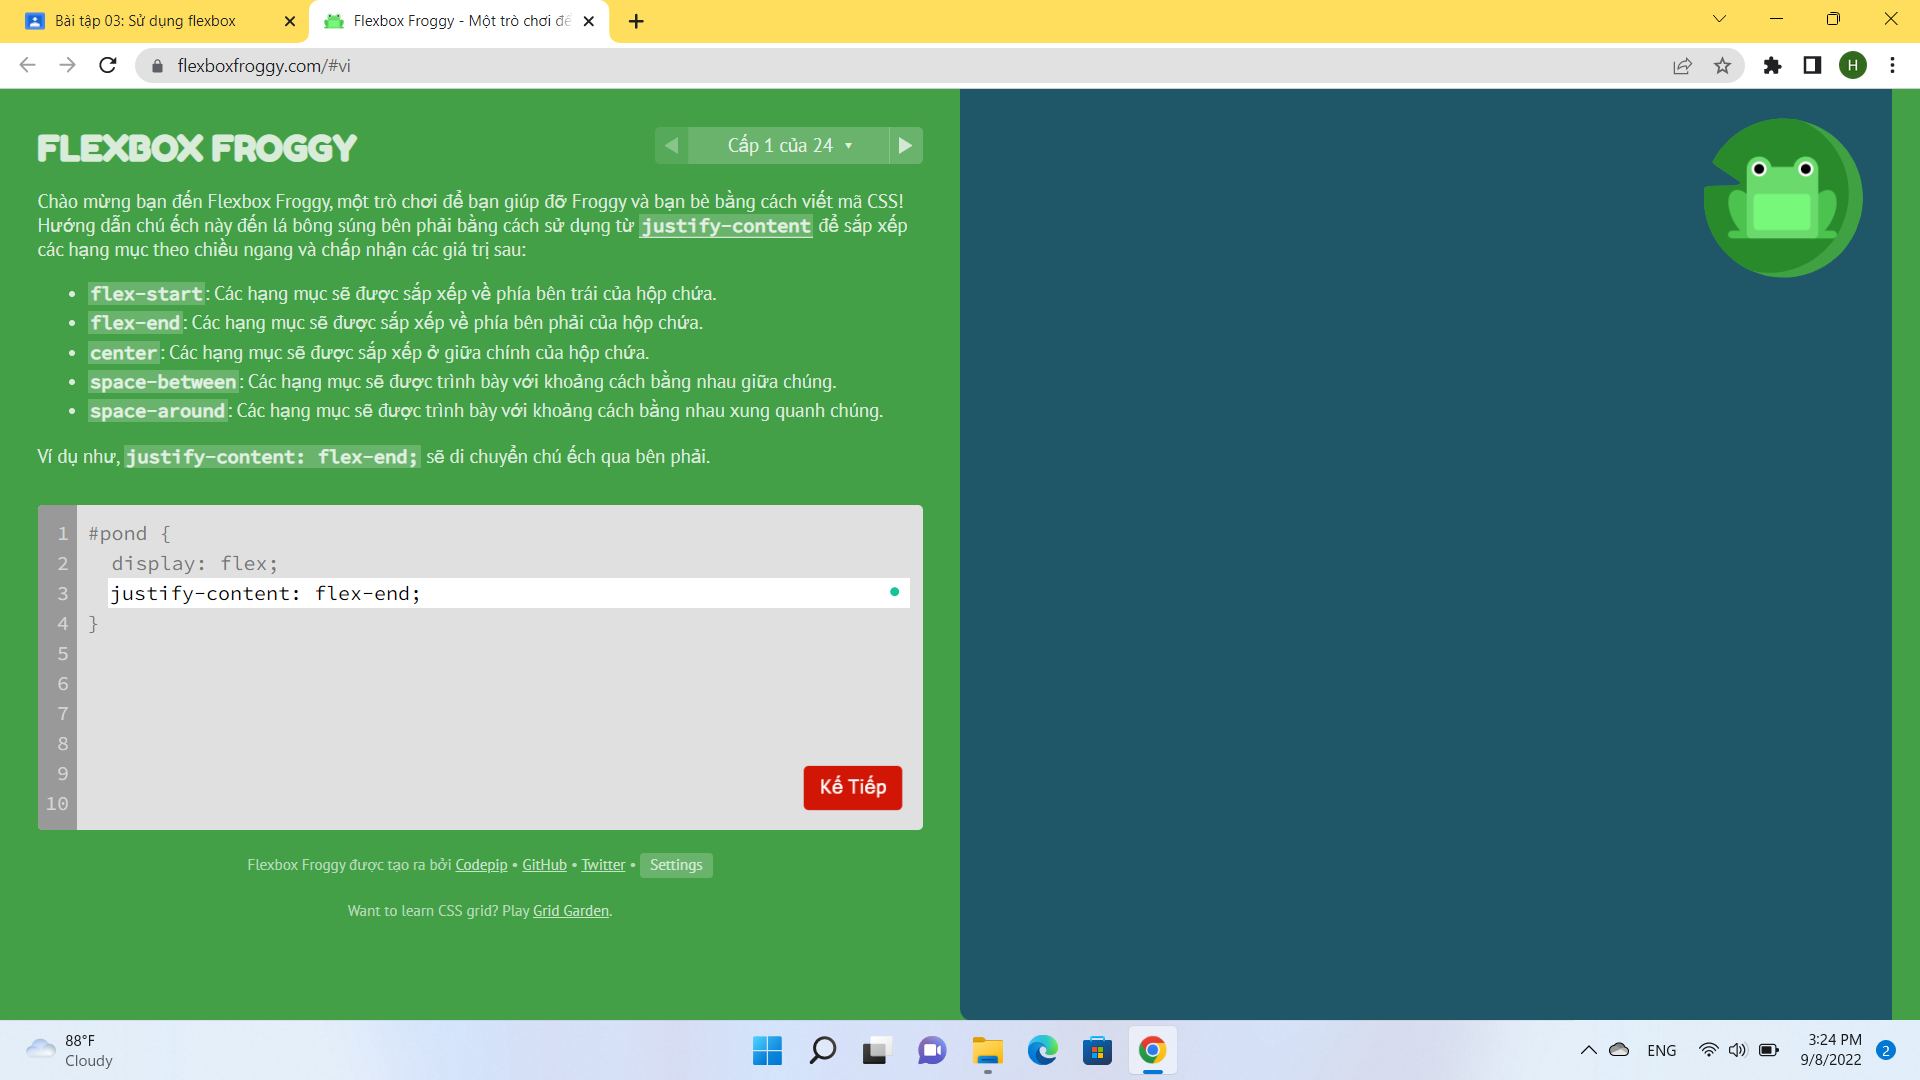 Bài tập 03: Sử dụng flexbox
Flexbox Froggy - Một trò chơi để
flexboxfroggy.com/#vi
H
FLEXBOX FROGGY
Cấp 1 của 24
Chào mừng bạn đến Flexbox Froggy, một trò chơi để bạn giúp đỡ Froggy và bạn bè bằng cách viết mã CSS!
Hướng dẫn chú ếch này đến lá bông súng bên phải bằng cách sử dụng từ justify-content để sắp xếp
các hạng mục theo chiều ngang và chấp nhận các giá trị sau:
• flex-start: Các hạng mục sẽ được sắp xếp về phía bên trái của hộp chứa.
• flex-end: Các hạng mục sẽ được sắp xếp về phía bên phải của hộp chứa.
• center: Các hạng mục sẽ được sắp xếp ở giữa chính của hộp chứa.
• space-between: Các hạng mục sẽ được trình bày với khoảng cách bằng nhau giữa chúng.
• space-around: Các hạng mục sẽ được trình bày với khoảng cách bằng nhau xung quanh chúng.
Ví dụ như, justify-content: flex-end; sẽ di chuyển chú ếch qua bên phải.
1 #pond {
2 display: flex;
3 justify-content: flex-end;
4 }
5
6
7
8
9
10
Kế Tiếp
Flexbox Froggy được tạo ra bởi Codepip • GitHub • Twitter • Settings
Want to learn CSS grid? Play Grid Garden.
88°F
Cloudy
ENG
3:24 PM
9/8/2022
2